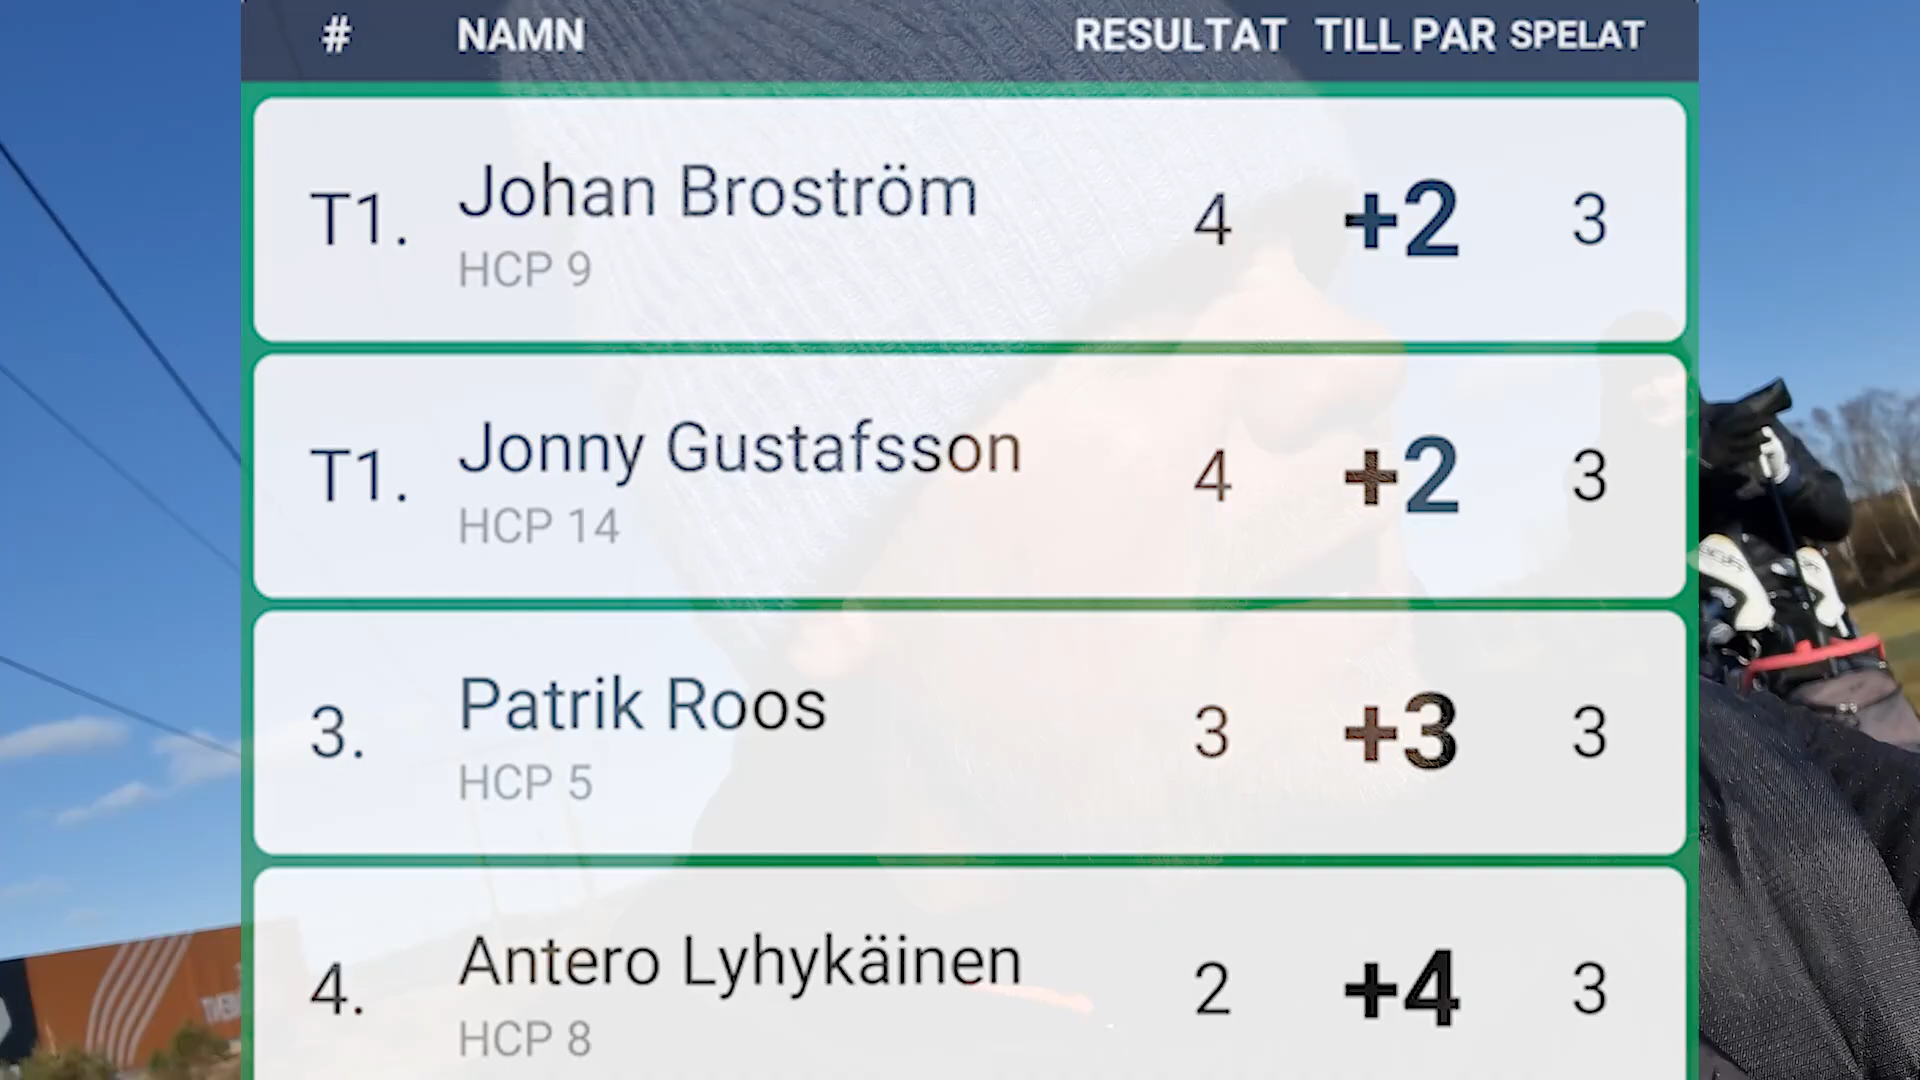 # NAMN RESULTAT TILL PAR SPELAT
T1. Johan Broström 4 +2 3
HCP 9
T1. Jonny Gustafsson 4 +2 3
HCP 14
3. Patrik Roos 3 +3 3
HCP 5
4. Antero Lyhykäinen 2 +4 3
HCP 8